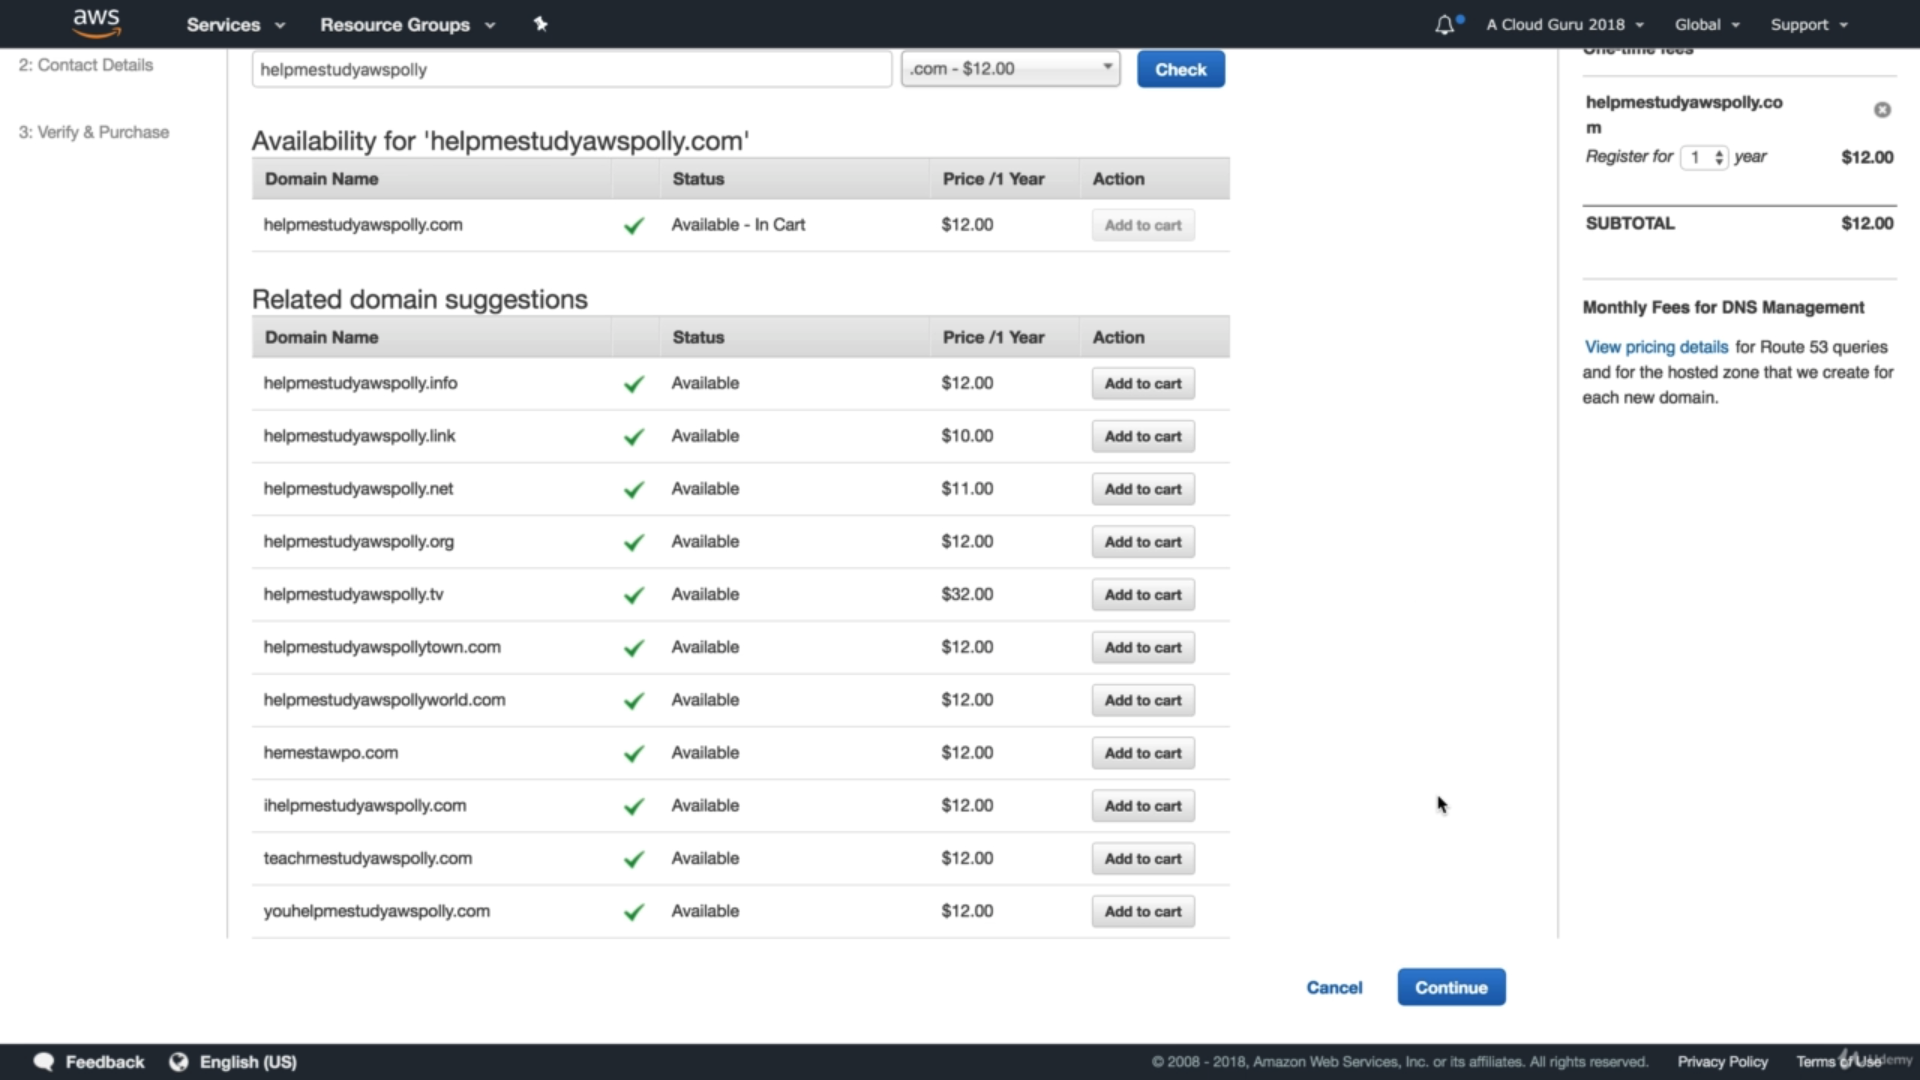 aws Services Resource Groups A Cloud Guru 2018 Global Support
2: Contact Details
3: Verify & Purchase
helpmestudyawspolly .com - $12.00 Check
Availability for 'helpmestudyawspolly.com'
Domain Name Status Price /1 Year Action
helpmestudyawspolly.com Available - In Cart $12.00 Add to cart
Related domain suggestions
Domain Name Status Price /1 Year Action
helpmestudyawspolly.info Available $12.00 Add to cart
helpmestudyawspolly.link Available $10.00 Add to cart
helpmestudyawspolly.net Available $11.00 Add to cart
helpmestudyawspolly.org Available $12.00 Add to cart
helpmestudyawspolly.tv Available $32.00 Add to cart
helpmestudyawspollytown.com Available $12.00 Add to cart
helpmestudyawspollyworld.com Available $12.00 Add to cart
hemestawpo.com Available $12.00 Add to cart
ihelpmestudyawspolly.com Available $12.00 Add to cart
teachmestudyawspolly.com Available $12.00 Add to cart
youhelpmestudyawspolly.com Available $12.00 Add to cart
Cancel Continue
One-time fees
helpmestudyawspolly.co
m
Register for 1 year $12.00
SUBTOTAL $12.00
Monthly Fees for DNS Management
View pricing details for Route 53 queries
and for the hosted zone that we create for
each new domain.
Feedback English (US) © 2008 - 2018, Amazon Web Services, Inc. or its affiliates. All rights reserved. Privacy Policy Terms of Use